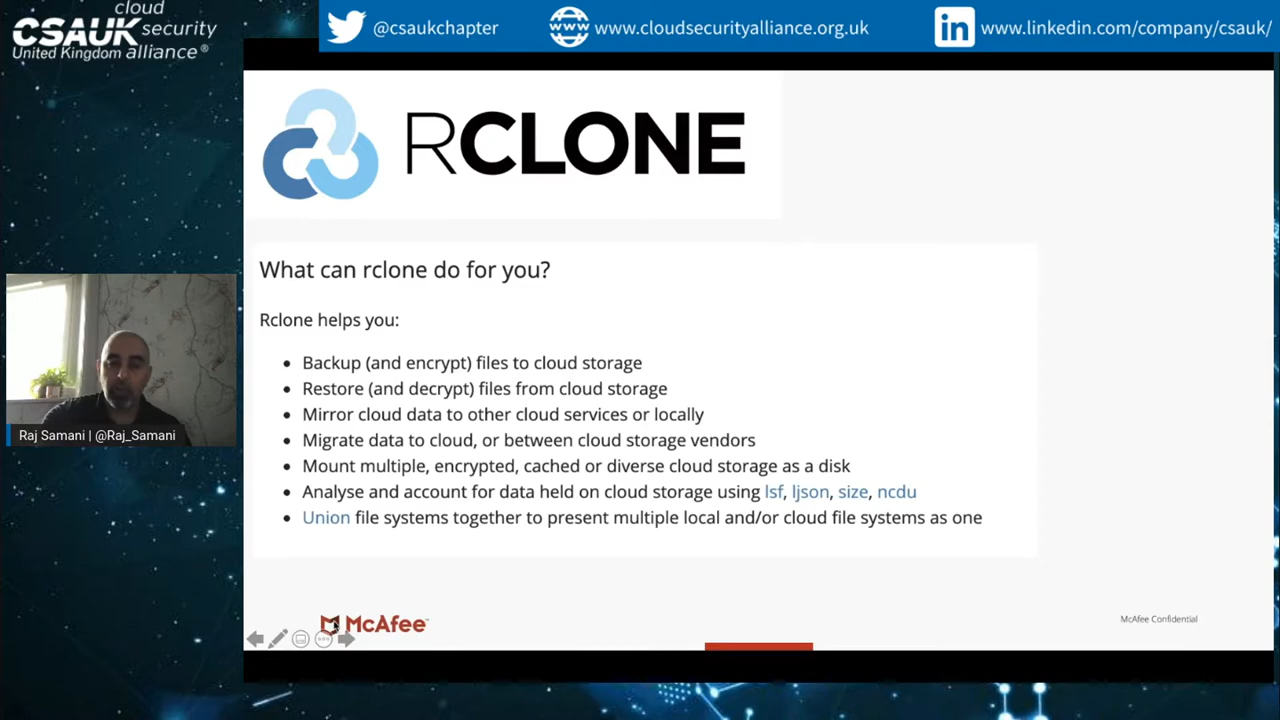 cloud
CSAUK security
United Kingdom alliance®
@csaukchapter
www.cloudsecurityalliance.org.uk
in www.linkedin.com/company/csauk/
RCLONE
What can rclone do for you?
Rclone helps you:
• Backup (and encrypt) files to cloud storage
• Restore (and decrypt) files from cloud storage
• Mirror cloud data to other cloud services or locally
• Migrate data to cloud, or between cloud storage vendors
• Mount multiple, encrypted, cached or diverse cloud storage as a disk
• Analyse and account for data held on cloud storage using lsf, ljson, size, ncdu
• Union file systems together to present multiple local and/or cloud file systems as one
Raj Samani | @Raj_Samani
McAfee™
McAfee Confidential